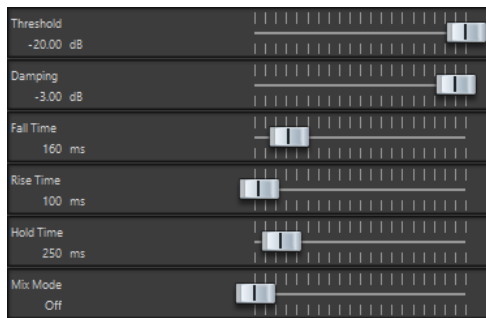 Threshold
-20.00 dB
Damping
-3.00 dB
Fall Time
160 ms
Rise Time
100 ms
Hold Time
250 ms
Mix Mode
Off